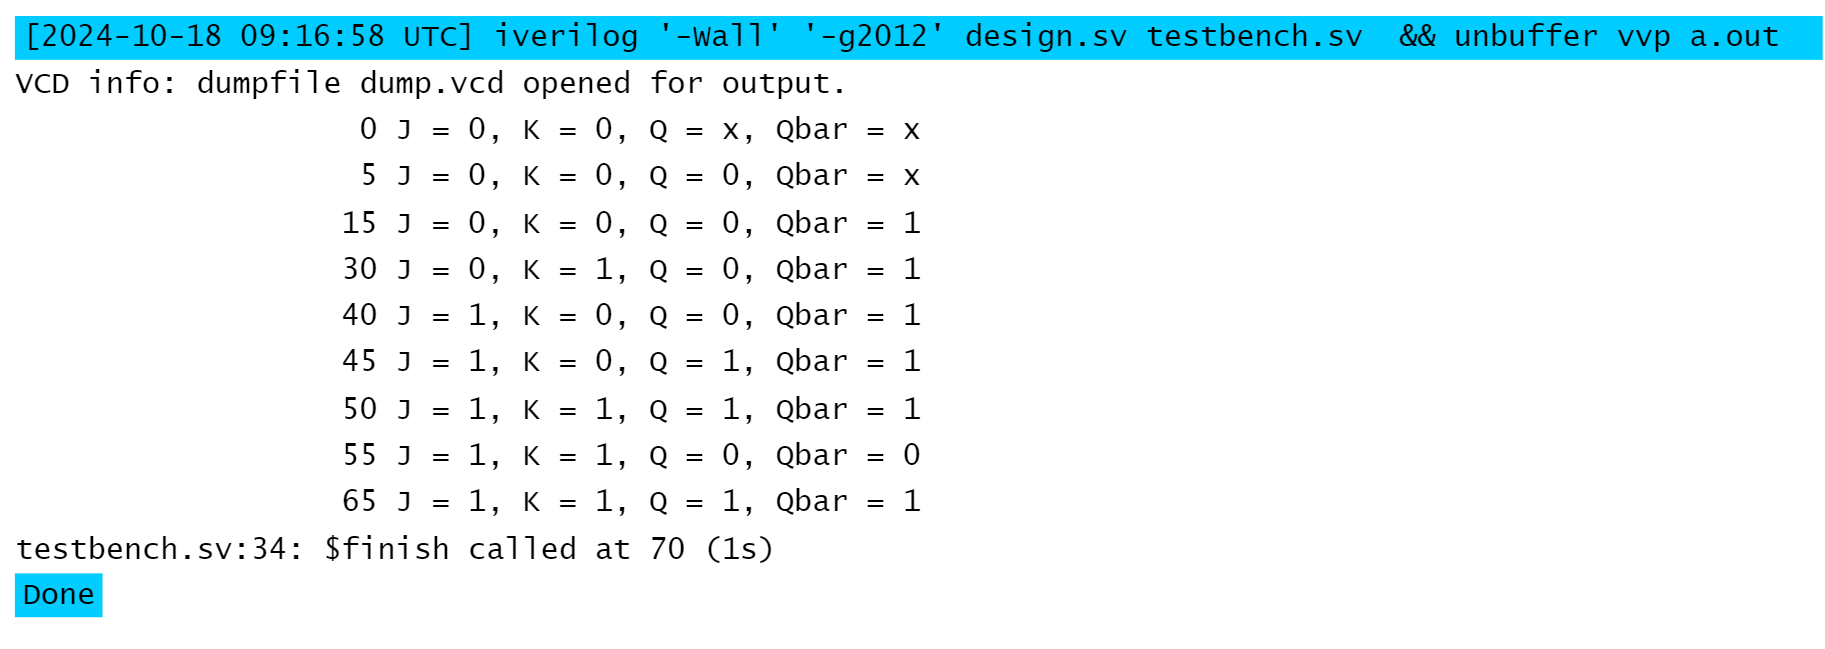 [2024-10-18 09:16:58 UTC] iverilog '-Wall' '-g2012' design.sv testbench.sv  && unbuffer vvp a.out
VCD info: dumpfile dump.vcd opened for output.
                   0 J = 0, K = 0, Q = x, Qbar = x
                   5 J = 0, K = 0, Q = 0, Qbar = x
                  15 J = 0, K = 0, Q = 0, Qbar = 1
                  30 J = 0, K = 1, Q = 0, Qbar = 1
                  40 J = 1, K = 0, Q = 0, Qbar = 1
                  45 J = 1, K = 0, Q = 1, Qbar = 1
                  50 J = 1, K = 1, Q = 1, Qbar = 1
                  55 J = 1, K = 1, Q = 0, Qbar = 0
                  65 J = 1, K = 1, Q = 1, Qbar = 1
testbench.sv:34: $finish called at 70 (1s)
Done